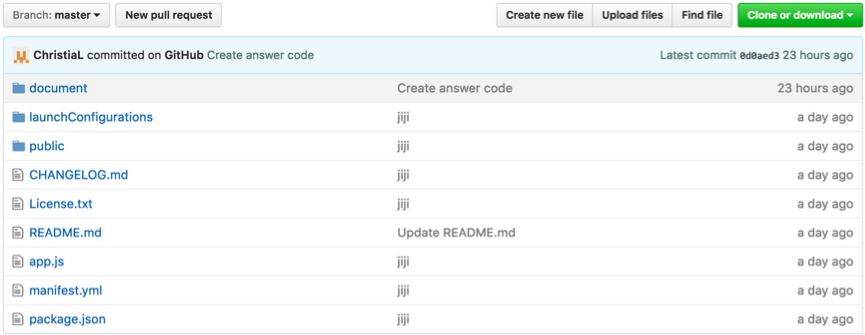 Branch: master New pull request Create new file Upload files Find file Clone or download
ChristiaL committed on GitHub Create answer code Latest commit 0d0aed3 23 hours ago
document Create answer code 23 hours ago
launchConfigurations jiji a day ago
public jiji a day ago
CHANGELOG.md jiji a day ago
License.txt jiji a day ago
README.md Update README.md a day ago
app.js jiji a day ago
manifest.yml jiji a day ago
package.json jiji a day ago